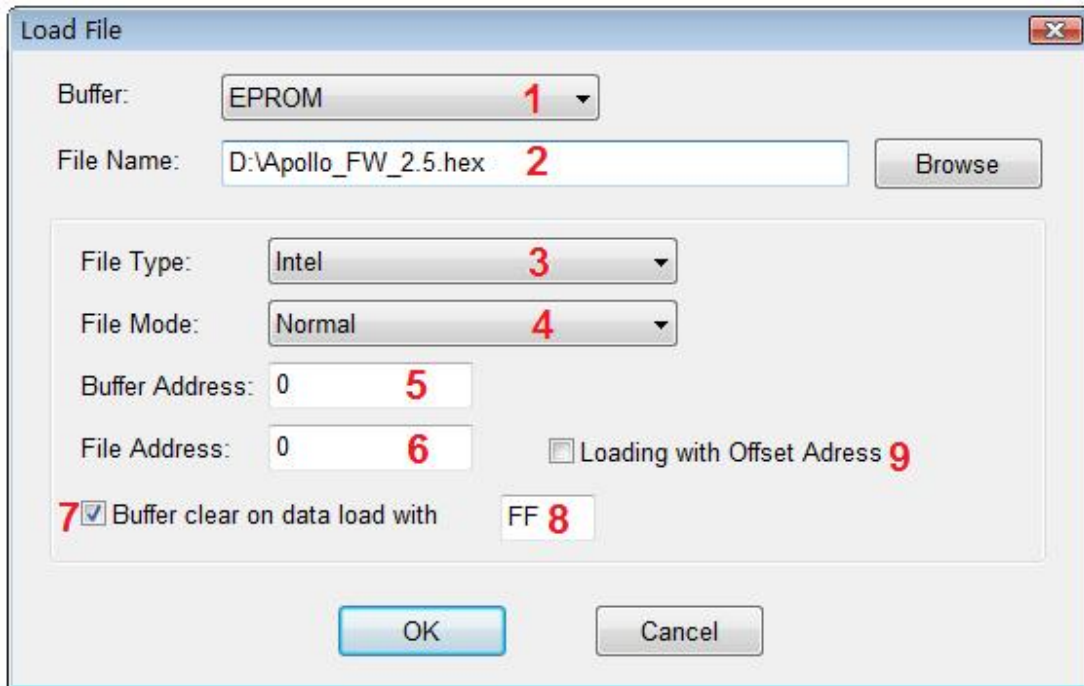 Load File
Buffer: EPROM 1
File Name: D:\Apollo_FW_2.5.hex 2 Browse
File Type: Intel 3
File Mode: Normal 4
Buffer Address: 0 5
File Address: 0 6 Loading with Offset Adress 9
7 Buffer clear on data load with FF 8
OK Cancel